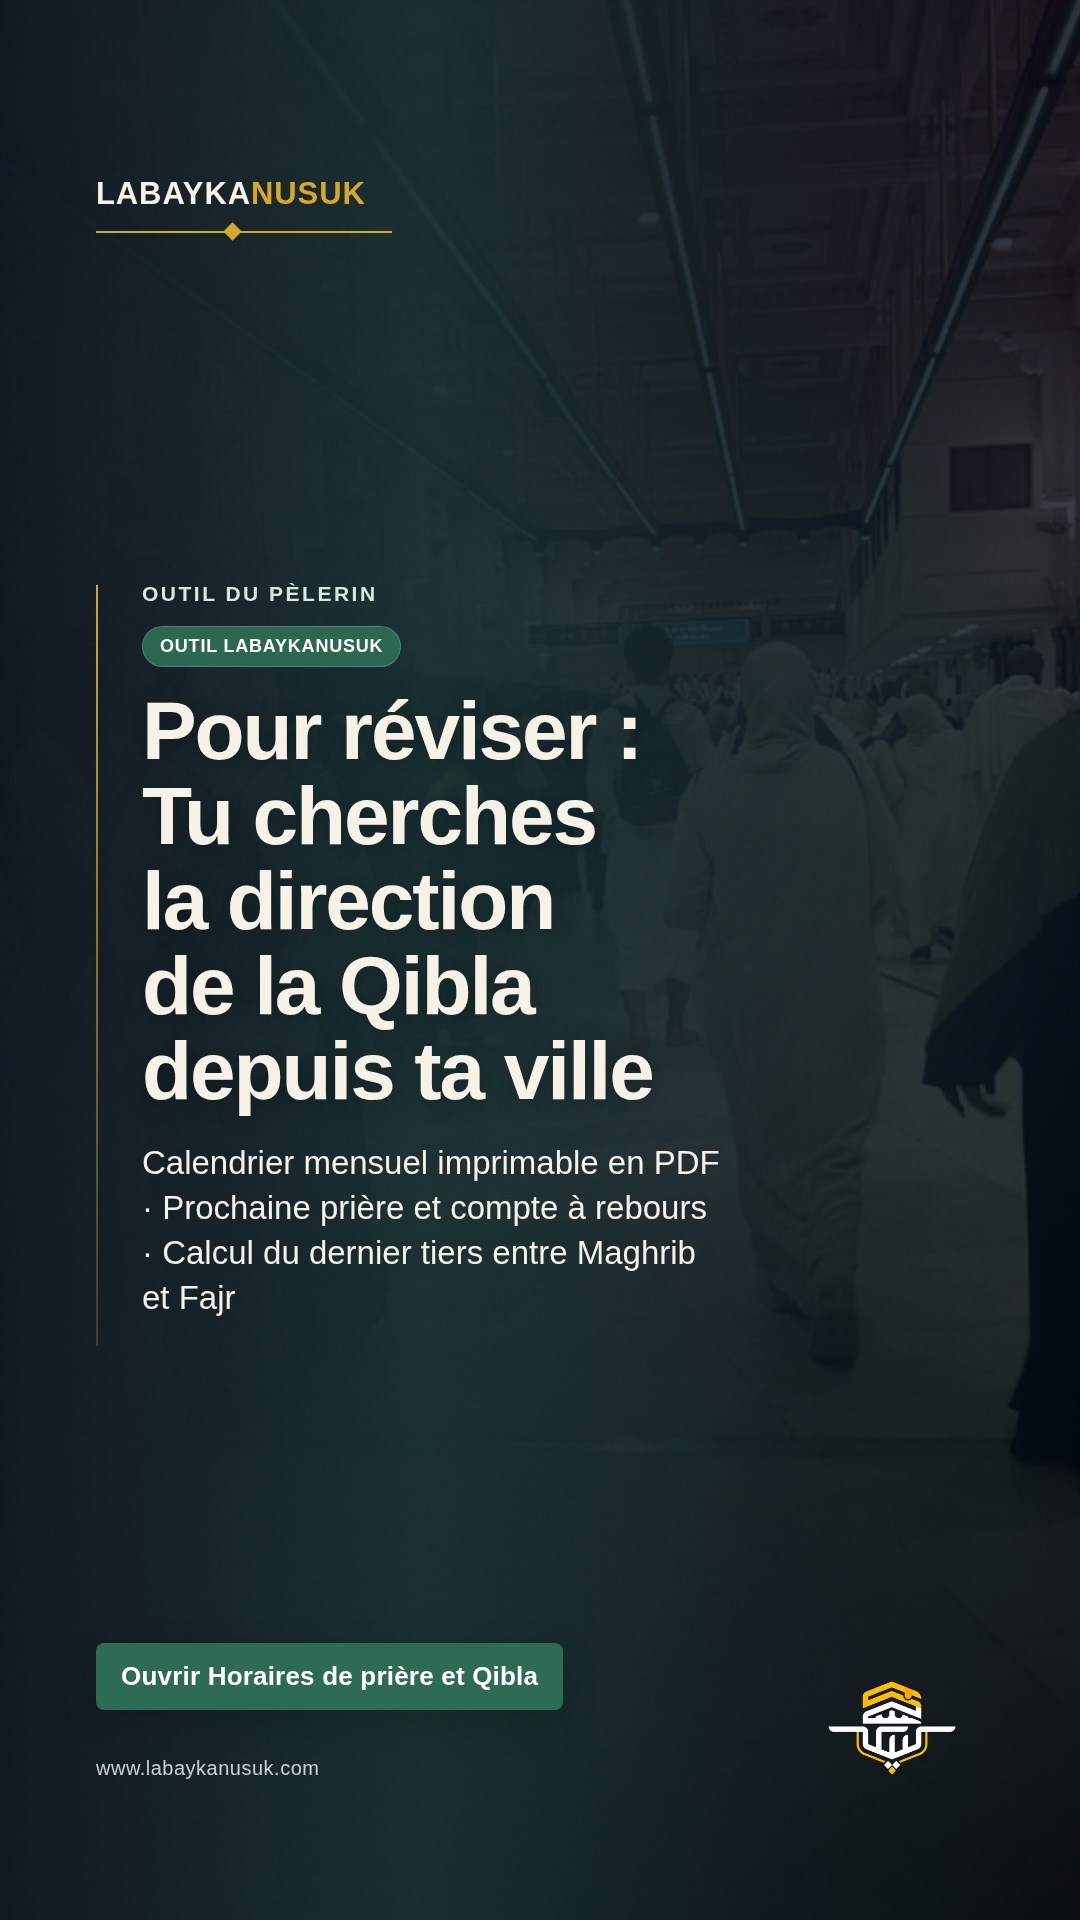 LABAYKANUSUK
OUTIL DU PÈLERIN
OUTIL LABAYKANUSUK
Pour réviser :
Tu cherches
la direction
de la Qibla
depuis ta ville
Calendrier mensuel imprimable en PDF
· Prochaine prière et compte à rebours
· Calcul du dernier tiers entre Maghrib
et Fajr
Ouvrir Horaires de prière et Qibla
www.labaykanusuk.com